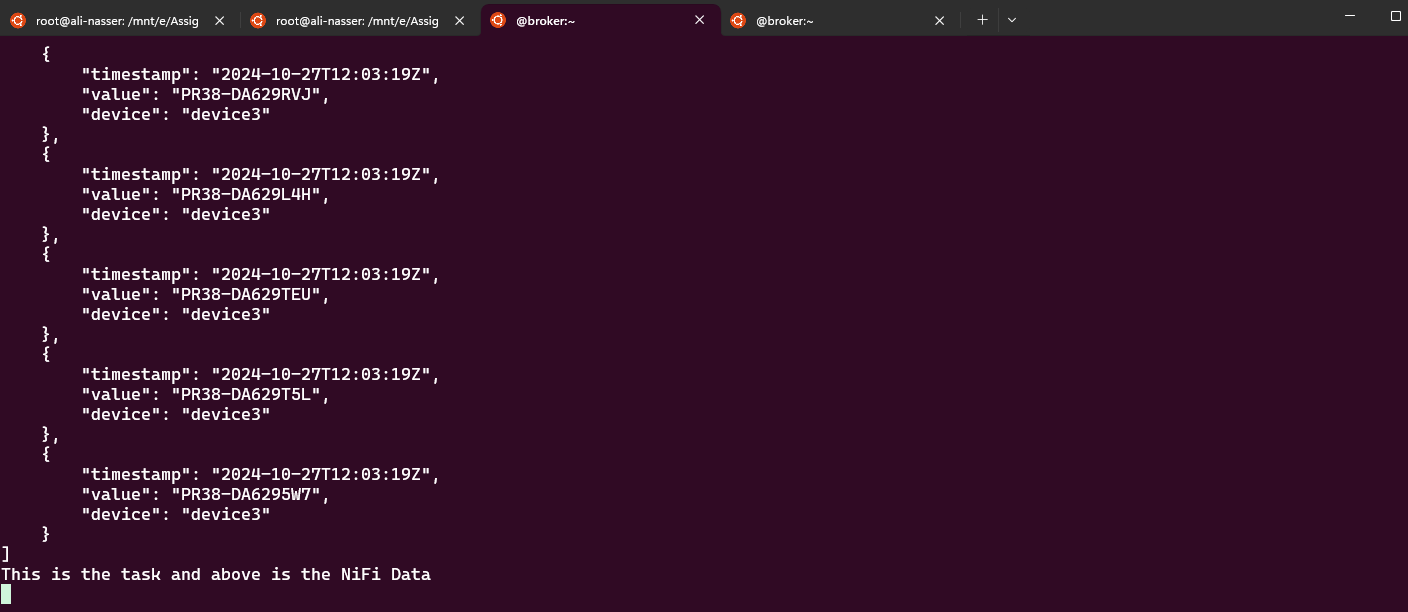 root@ali-nasser: /mnt/e/Assig
root@ali-nasser: /mnt/e/Assig
@broker:~
@broker:~
{
"timestamp": "2024-10-27T12:03:19Z",
"value": "PR38-DA629RVJ",
"device": "device3"
},
{
"timestamp": "2024-10-27T12:03:19Z",
"value": "PR38-DA629L4H",
"device": "device3"
},
{
"timestamp": "2024-10-27T12:03:19Z",
"value": "PR38-DA629TEU",
"device": "device3"
},
{
"timestamp": "2024-10-27T12:03:19Z",
"value": "PR38-DA629T5L",
"device": "device3"
},
{
"timestamp": "2024-10-27T12:03:19Z",
"value": "PR38-DA6295W7",
"device": "device3"
}
]
This is the task and above is the NiFi Data